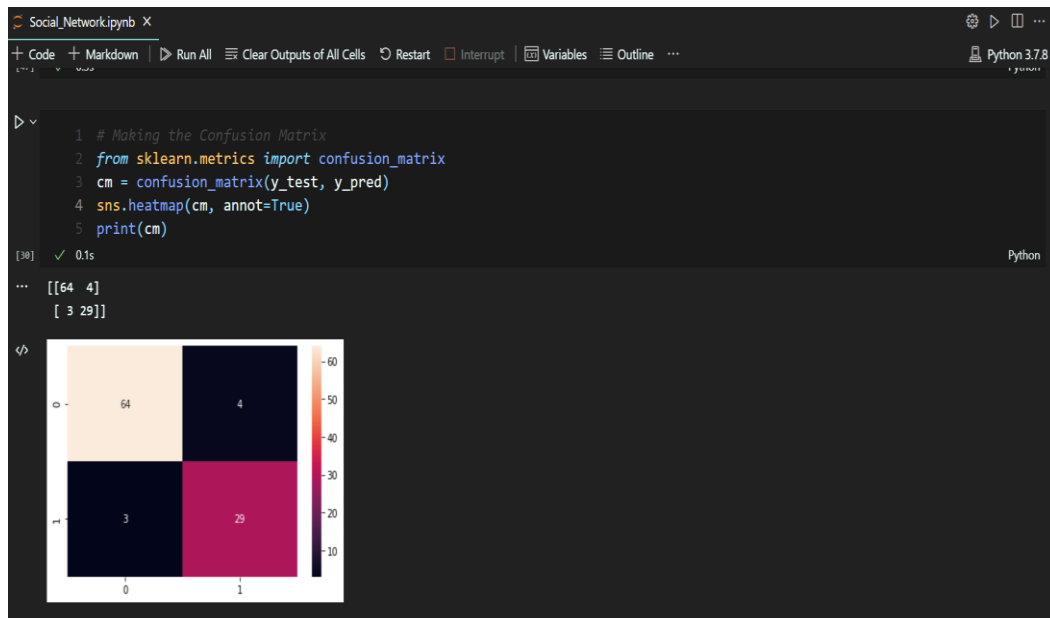 Social_Network.ipynb
Code Markdown Run All Clear Outputs of All Cells Restart Interrupt Variables Outline ... Python 3.7.8
1 # Making the Confusion Matrix
2 from sklearn.metrics import confusion_matrix
3 cm = confusion_matrix(y_test, y_pred)
4 sns.heatmap(cm, annot=True)
5 print(cm)
[30] ✓ 0.1s Python
[[64 4]
[ 3 29]]
60
0 64 4
50
40
30
1 3 29
20
10
0 1